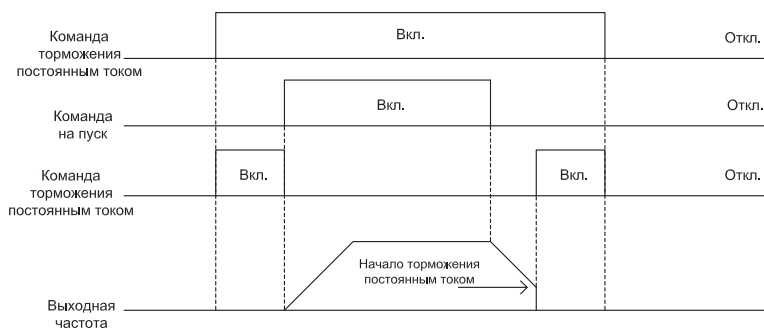 Команда
торможения
постоянным током
Вкл.
Откл.
Команда
на пуск
Вкл.
Откл.
Команда
торможения
постоянным током
Вкл.
Вкл.
Откл.
Начало торможения
постоянным током
Выходная
частота